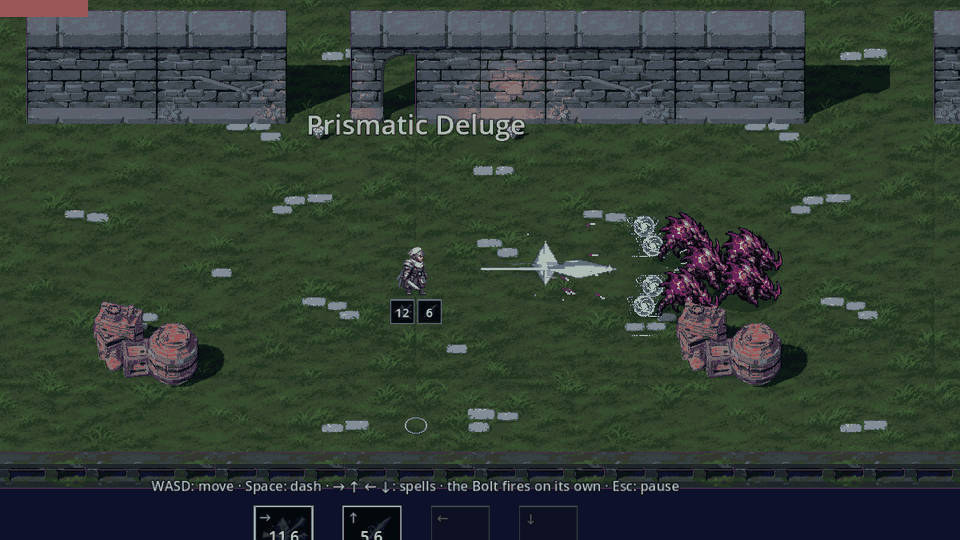 Prismatic Deluge
12 6
WASD: move · Space: dash · → ↑ ← ↓: spells · the Bolt fires on its own · Esc: pause
→ ↑ ← ↓
11.6 5.6